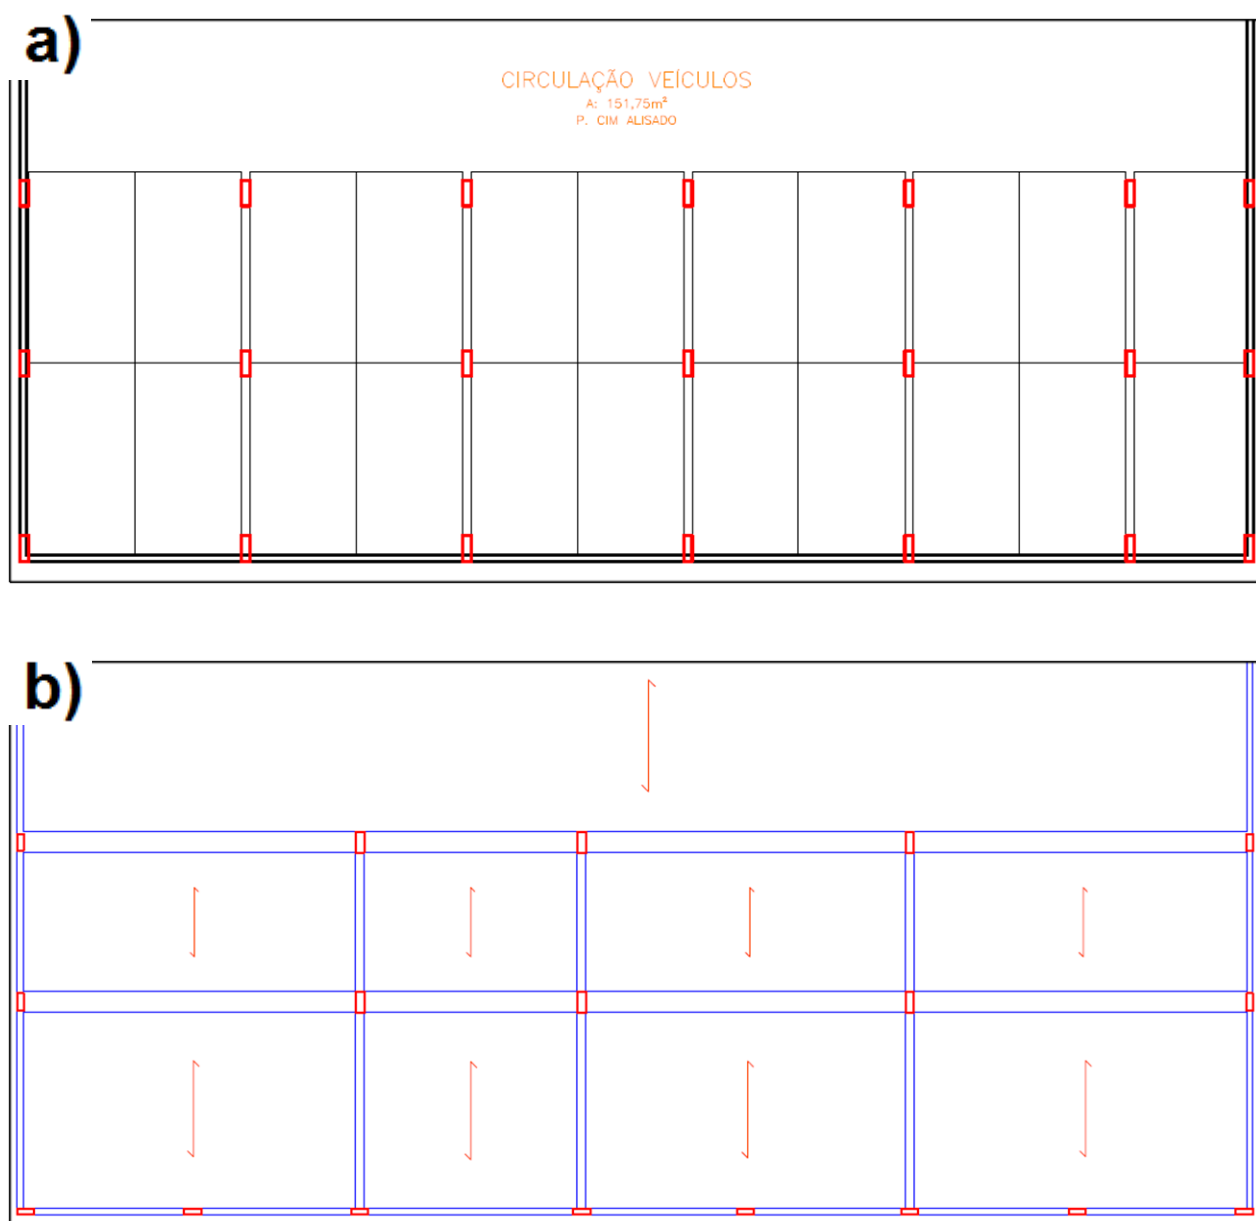 a)
CIRCULAÇÃO VEÍCULOS
A: 151,75m²
P. CIM ALISADO
b)